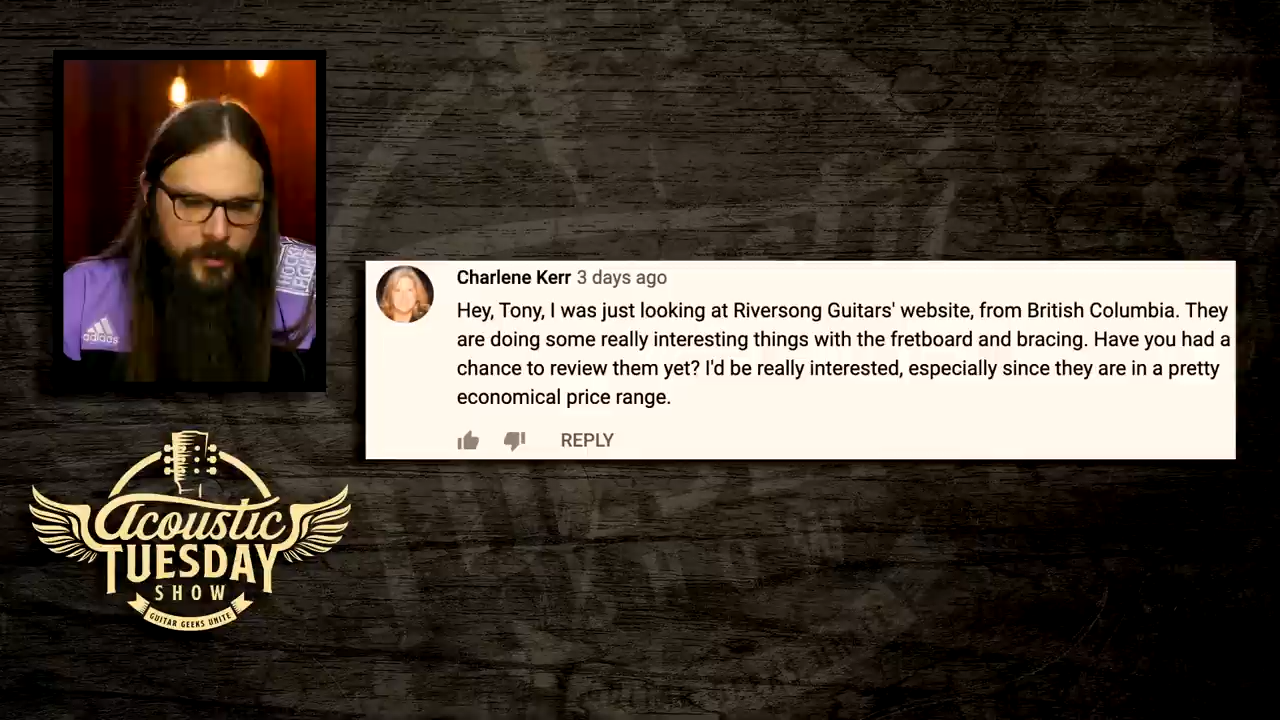 Charlene Kerr 3 days ago
Hey, Tony, I was just looking at Riversong Guitars' website, from British Columbia. They
are doing some really interesting things with the fretboard and bracing. Have you had a
chance to review them yet? I'd be really interested, especially since they are in a pretty
economical price range.
REPLY
adidas
HOCKEY
FIGHTS
Acoustic
TUESDAY
SHOW
GUITAR GEEKS UNITE